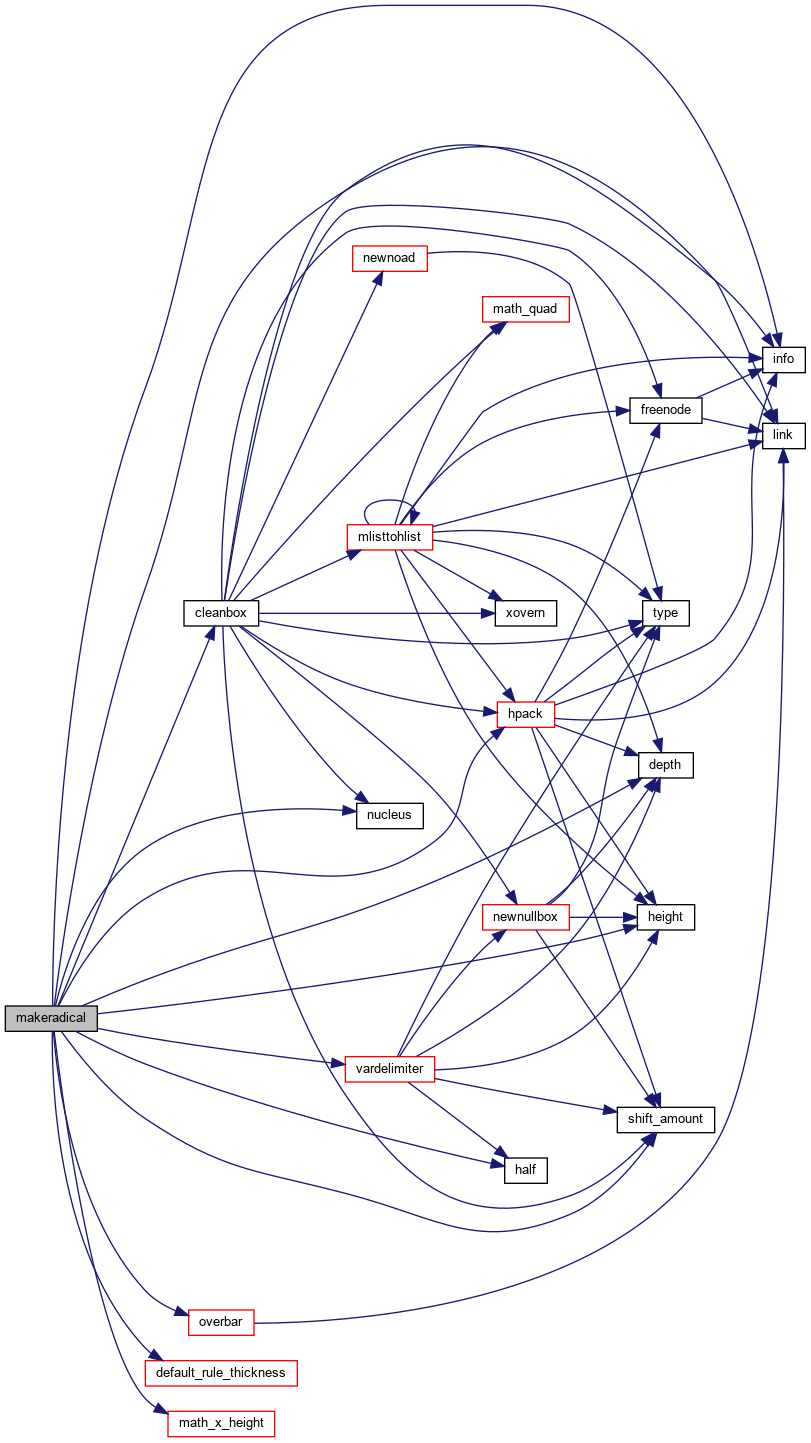 newnoad
math_quad
info
freenode
link
mlisttohlist
cleanbox
xovern
type
hpack
depth
nucleus
newnullbox
height
makeradical
vardelimiter
shift_amount
half
overbar
default_rule_thickness
math_x_height